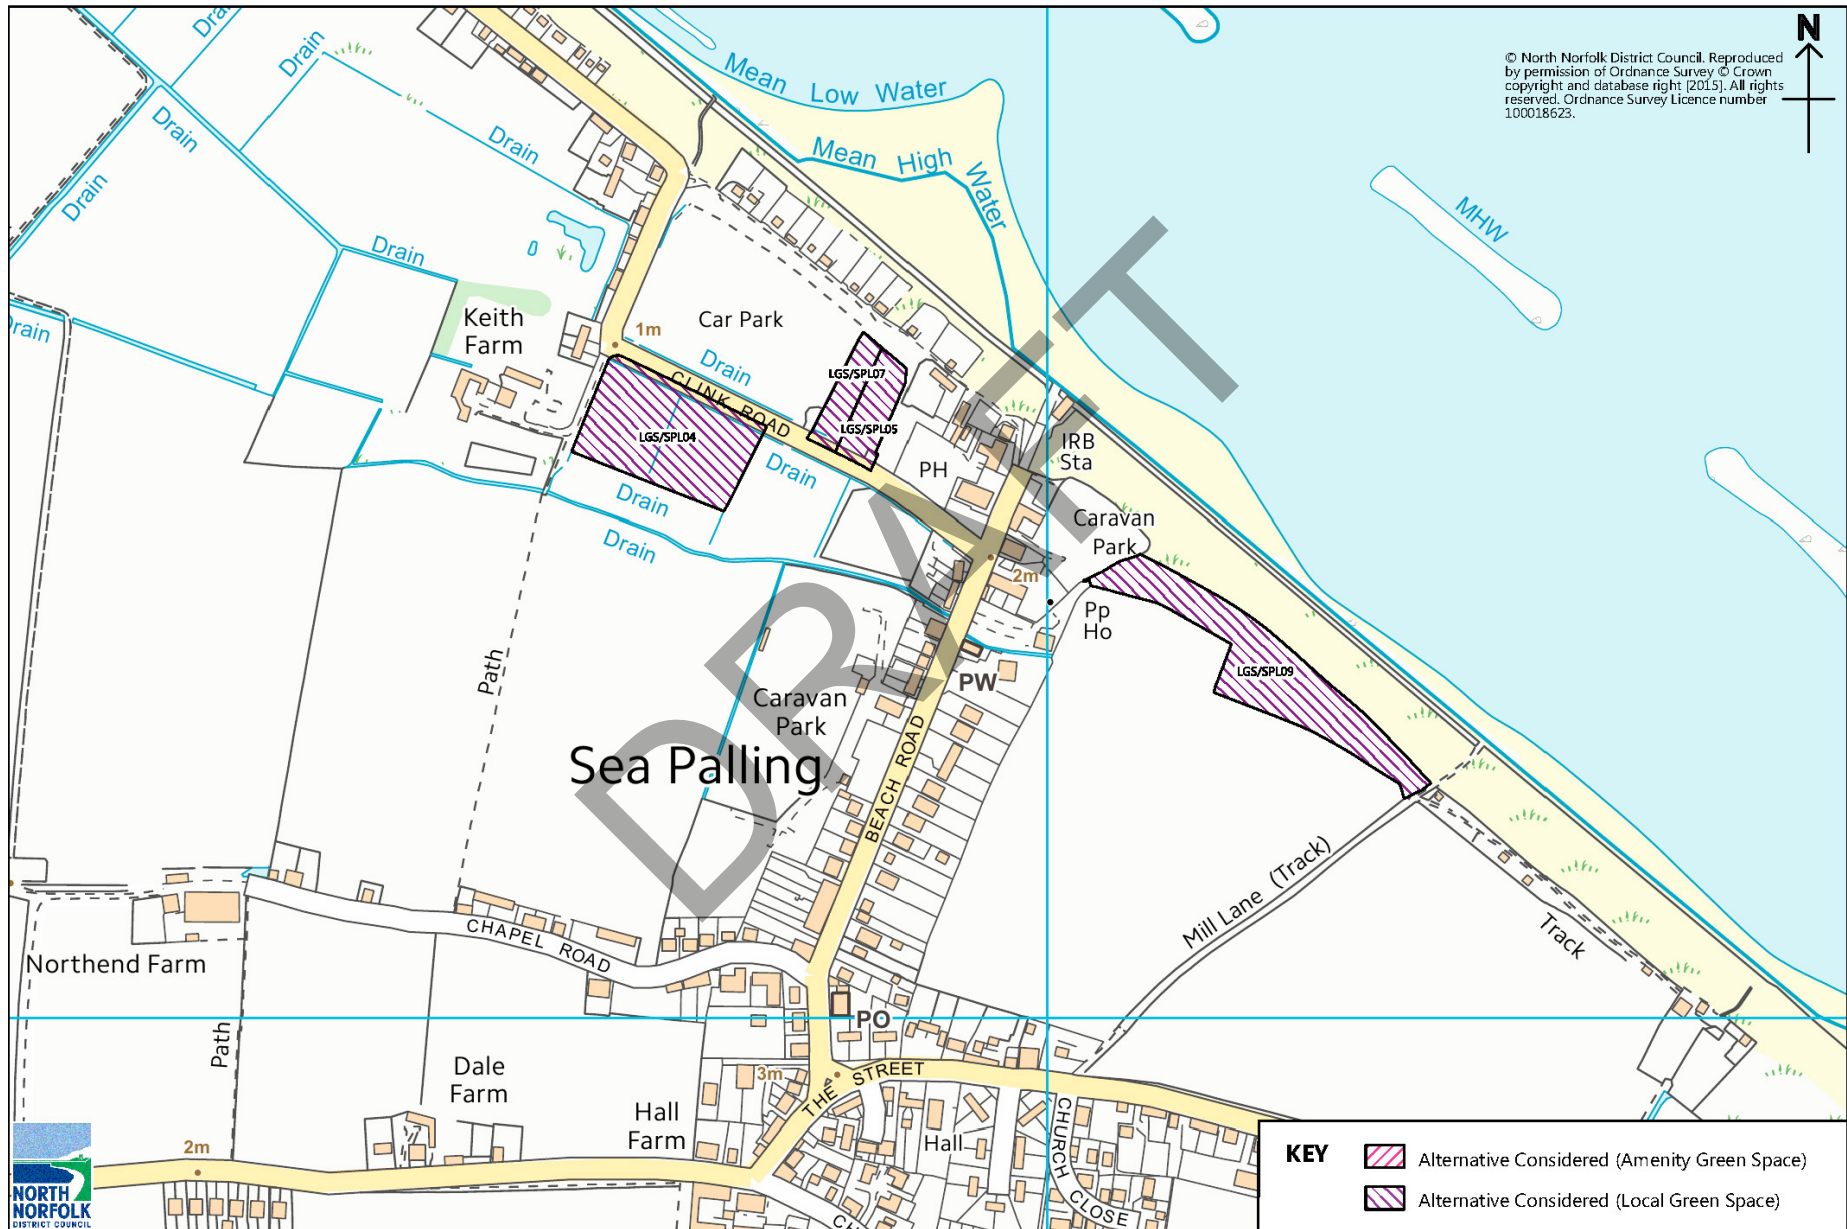 Drain
Drain
Drain
Drain
Drain
Drain
Drain
Mean Low Water
Mean High Water
MHW
N
© North Norfolk District Council. Reproduced
by permission of Ordnance Survey © Crown
copyright and database right [2015]. All rights
reserved. Ordnance Survey Licence number
100018623.
Keith
Farm
1m
Car Park
Drain
CLINK ROAD
LGS/SPL07
LGS/SPL05
LGS/SPL04
Drain
Drain
Drain
PH
IRB
Sta
Caravan
Park
2m
Pp
Ho
LGS/SPL09
Path
PW
Caravan
Park
Sea Palling
BEACH ROAD
DRAFT
Mill Lane (Track)
Track
CHAPEL ROAD
Northend Farm
Path
PO
Dale
Farm
3m
THE STREET
Hall
Farm
Hall
CHURCH CLOSE
2m
CH
NORTH
NORFOLK
DISTRICT COUNCIL
KEY
Alternative Considered (Amenity Green Space)
Alternative Considered (Local Green Space)